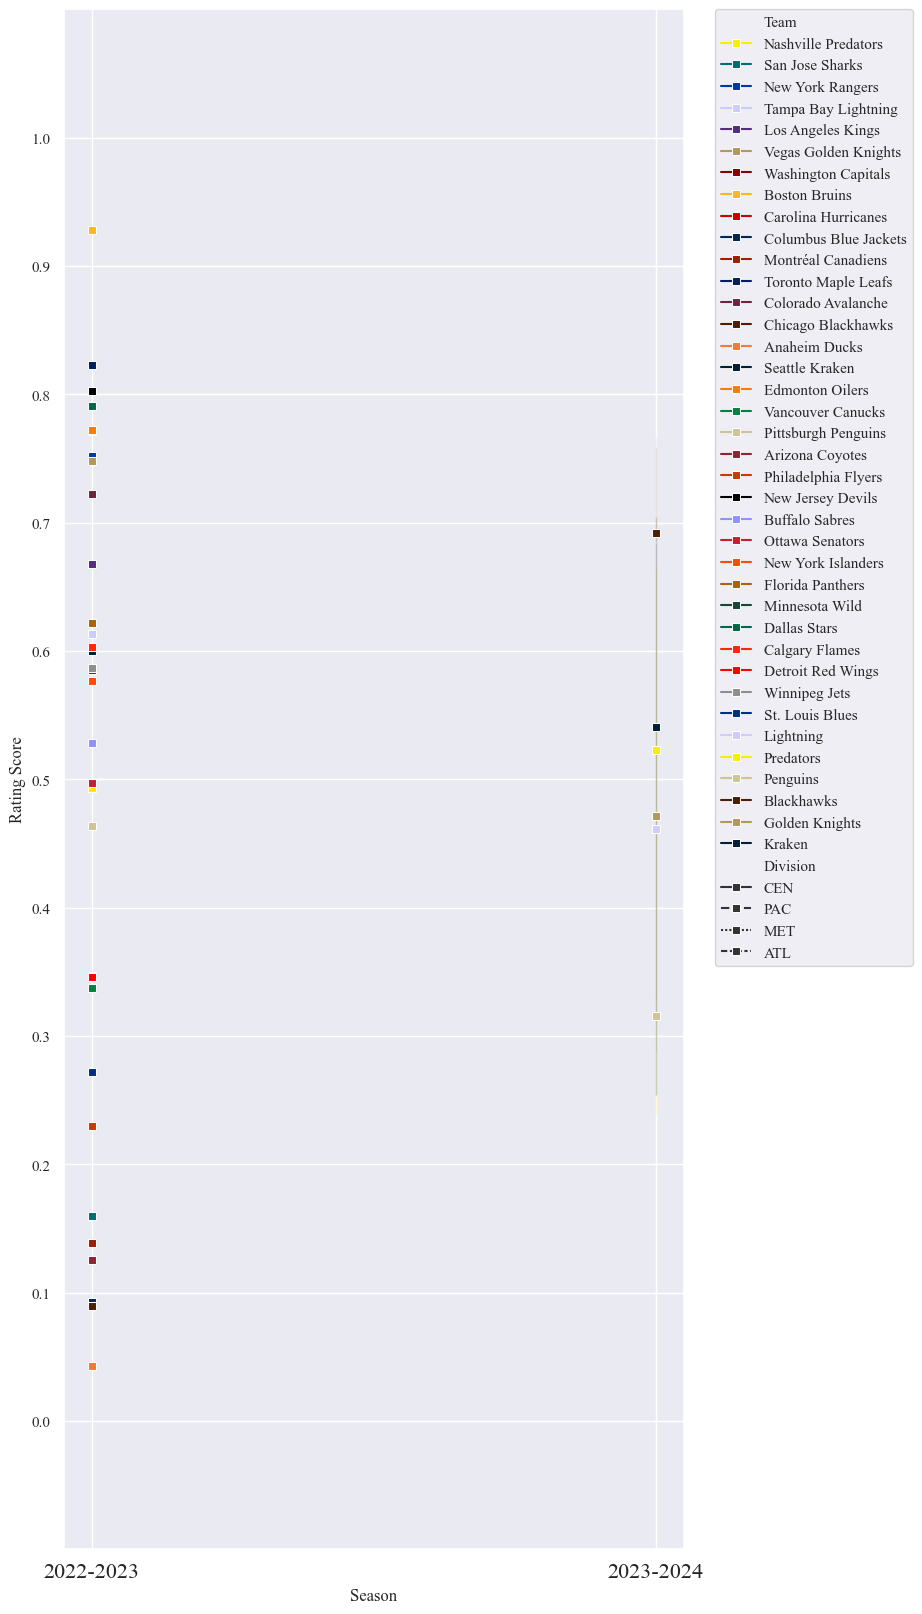 Team
Nashville Predators
San Jose Sharks
New York Rangers
Tampa Bay Lightning
Los Angeles Kings
Vegas Golden Knights
Washington Capitals
Boston Bruins
Carolina Hurricanes
Columbus Blue Jackets
Montréal Canadiens
Toronto Maple Leafs
Colorado Avalanche
Chicago Blackhawks
Anaheim Ducks
Seattle Kraken
Edmonton Oilers
Vancouver Canucks
Pittsburgh Penguins
Arizona Coyotes
Philadelphia Flyers
New Jersey Devils
Buffalo Sabres
Ottawa Senators
New York Islanders
Florida Panthers
Minnesota Wild
Dallas Stars
Calgary Flames
Detroit Red Wings
Winnipeg Jets
St. Louis Blues
Lightning
Predators
Penguins
Blackhawks
Golden Knights
Kraken
Division
CEN
PAC
MET
ATL
Rating Score
1.0
0.9
0.8
0.7
0.6
0.5
0.4
0.3
0.2
0.1
0.0
2022-2023
2023-2024
Season